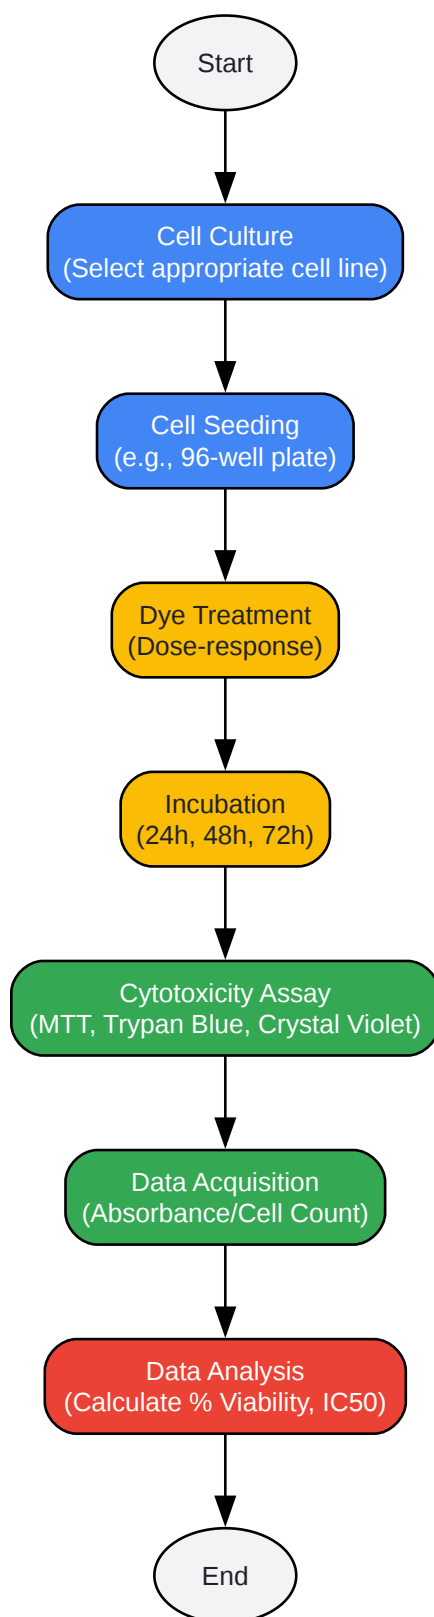 Start
Cell Culture
(Select appropriate cell line)
Cell Seeding
(e.g., 96-well plate)
Dye Treatment
(Dose-response)
Incubation
(24h, 48h, 72h)
Cytotoxicity Assay
(MTT, Trypan Blue, Crystal Violet)
Data Acquisition
(Absorbance/Cell Count)
Data Analysis
(Calculate % Viability, IC50)
End